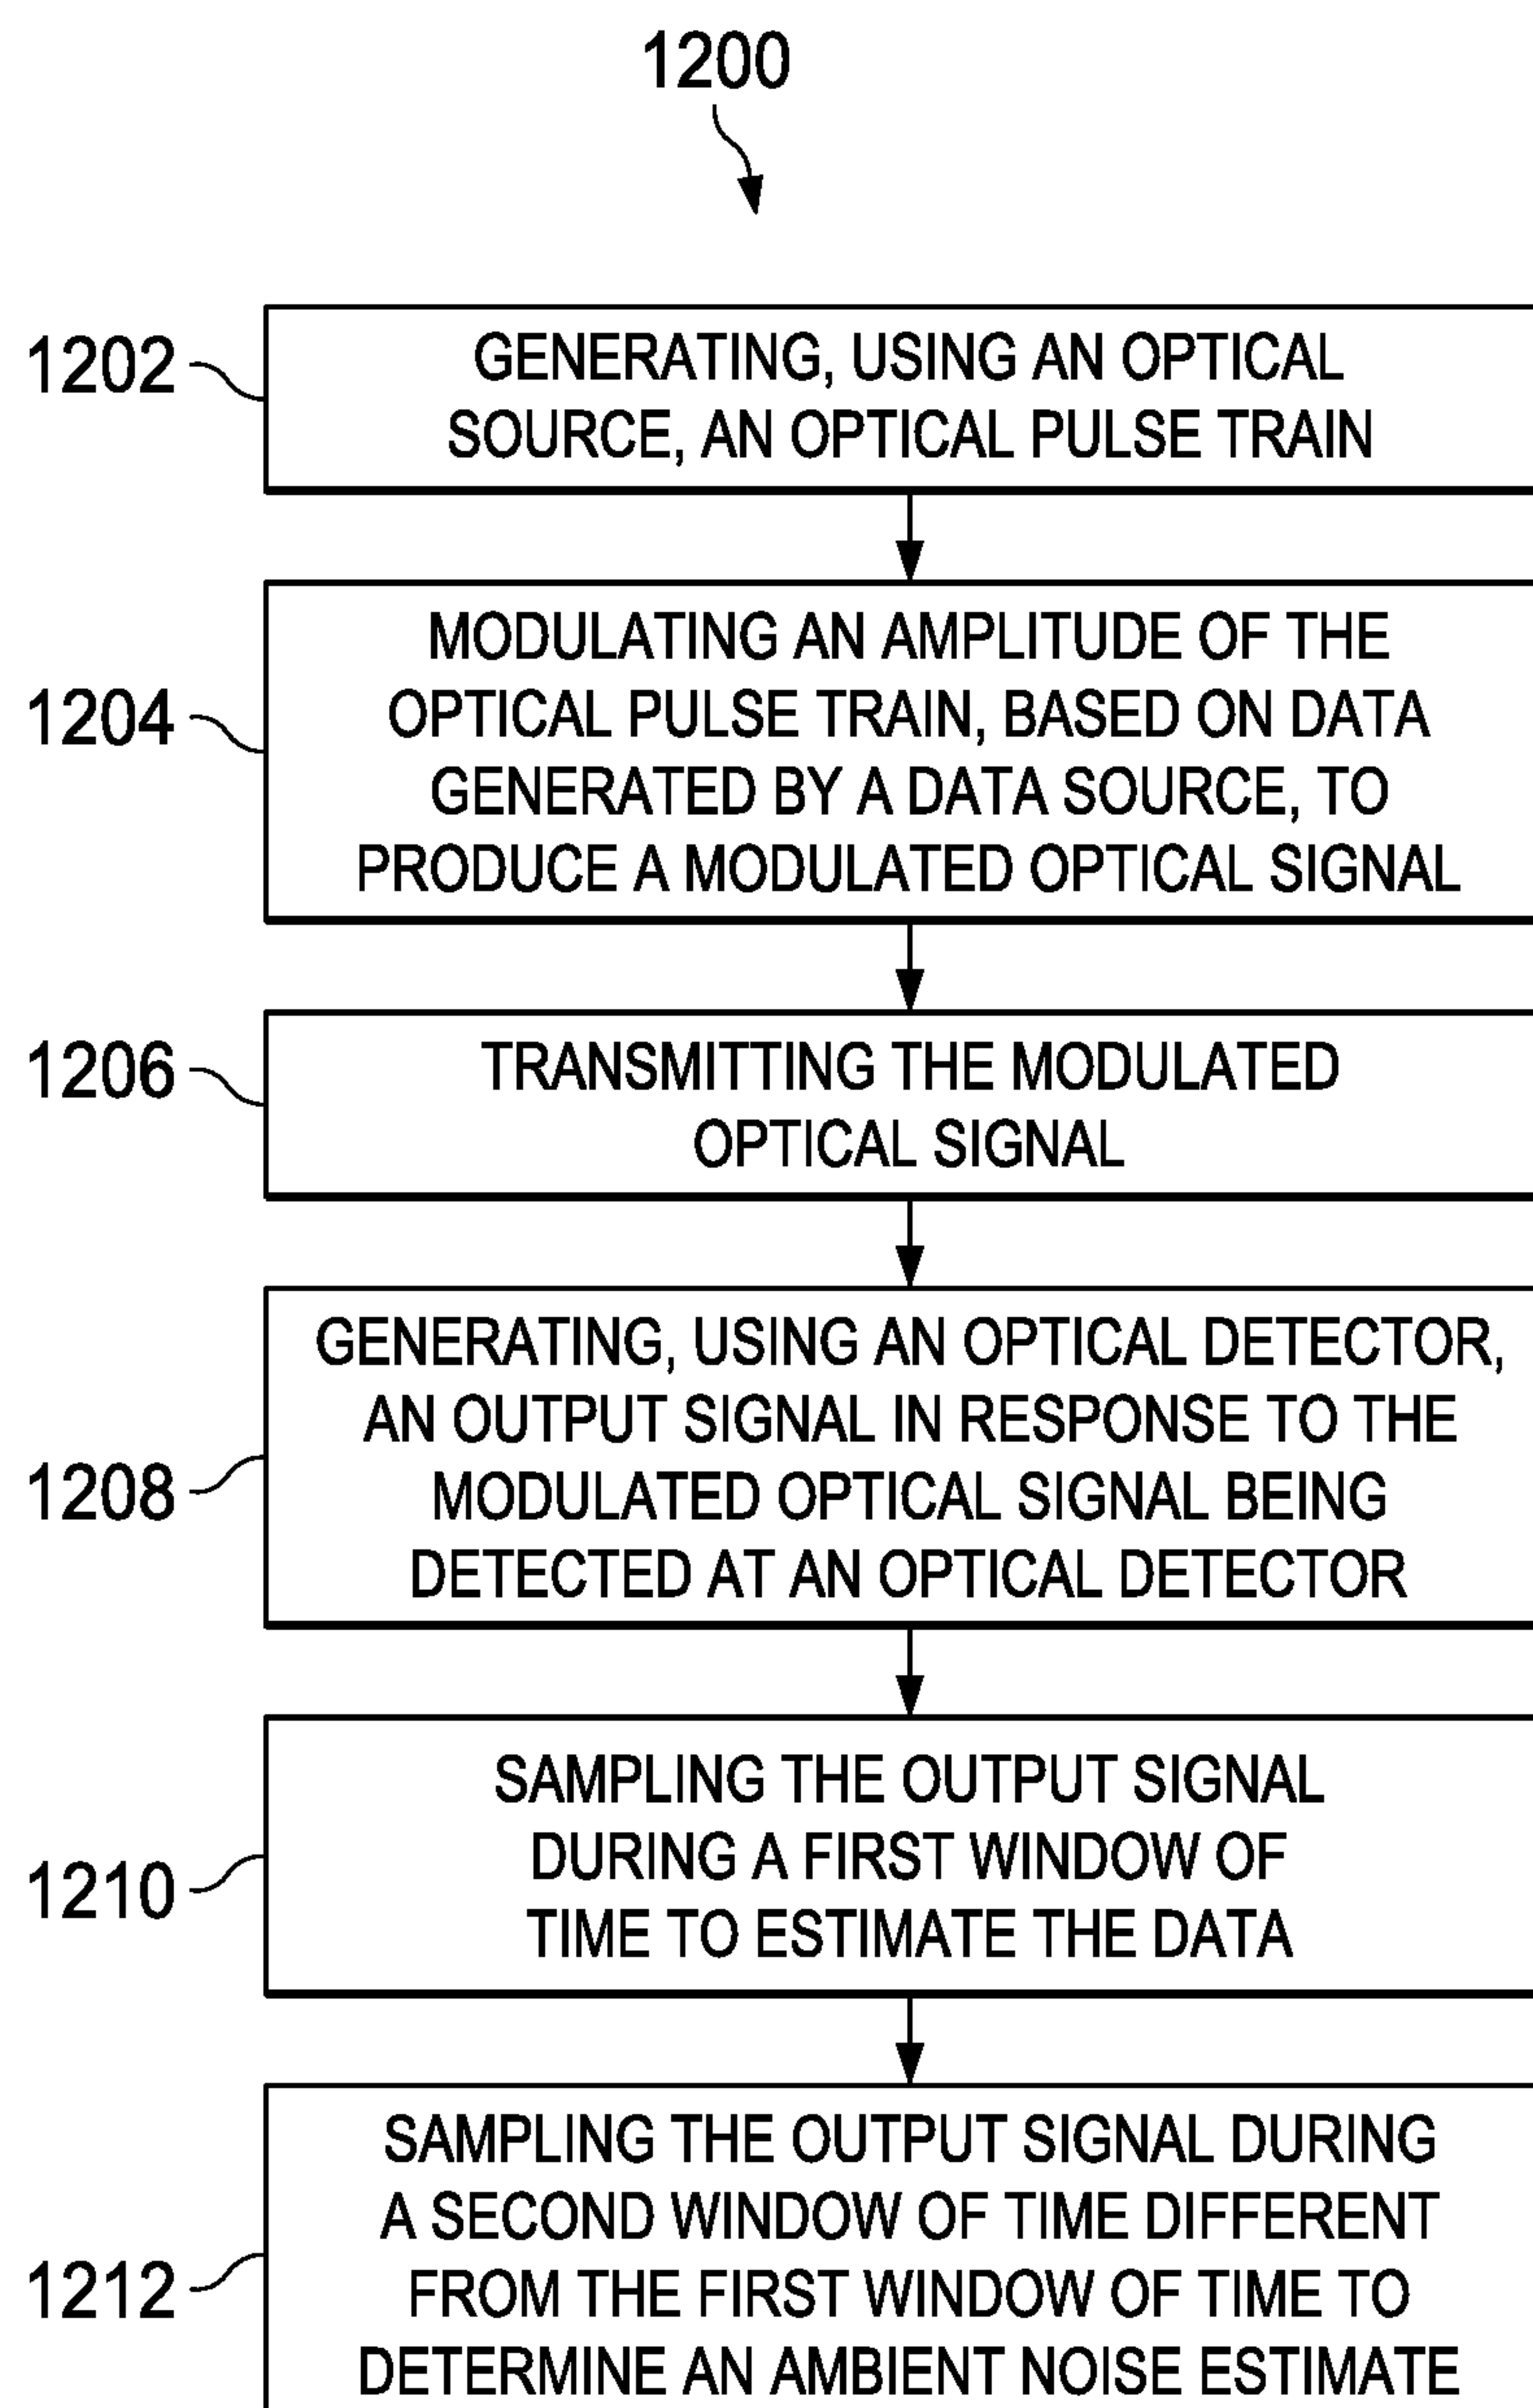 1200
1202
GENERATING, USING AN OPTICAL
SOURCE, AN OPTICAL PULSE TRAIN
1204
MODULATING AN AMPLITUDE OF THE
OPTICAL PULSE TRAIN, BASED ON DATA
GENERATED BY A DATA SOURCE, TO
PRODUCE A MODULATED OPTICAL SIGNAL
1206
TRANSMITTING THE MODULATED
OPTICAL SIGNAL
1208
GENERATING, USING AN OPTICAL DETECTOR,
AN OUTPUT SIGNAL IN RESPONSE TO THE
MODULATED OPTICAL SIGNAL BEING
DETECTED AT AN OPTICAL DETECTOR
1210
SAMPLING THE OUTPUT SIGNAL
DURING A FIRST WINDOW OF
TIME TO ESTIMATE THE DATA
1212
SAMPLING THE OUTPUT SIGNAL DURING
A SECOND WINDOW OF TIME DIFFERENT
FROM THE FIRST WINDOW OF TIME TO
DETERMINE AN AMBIENT NOISE ESTIMATE